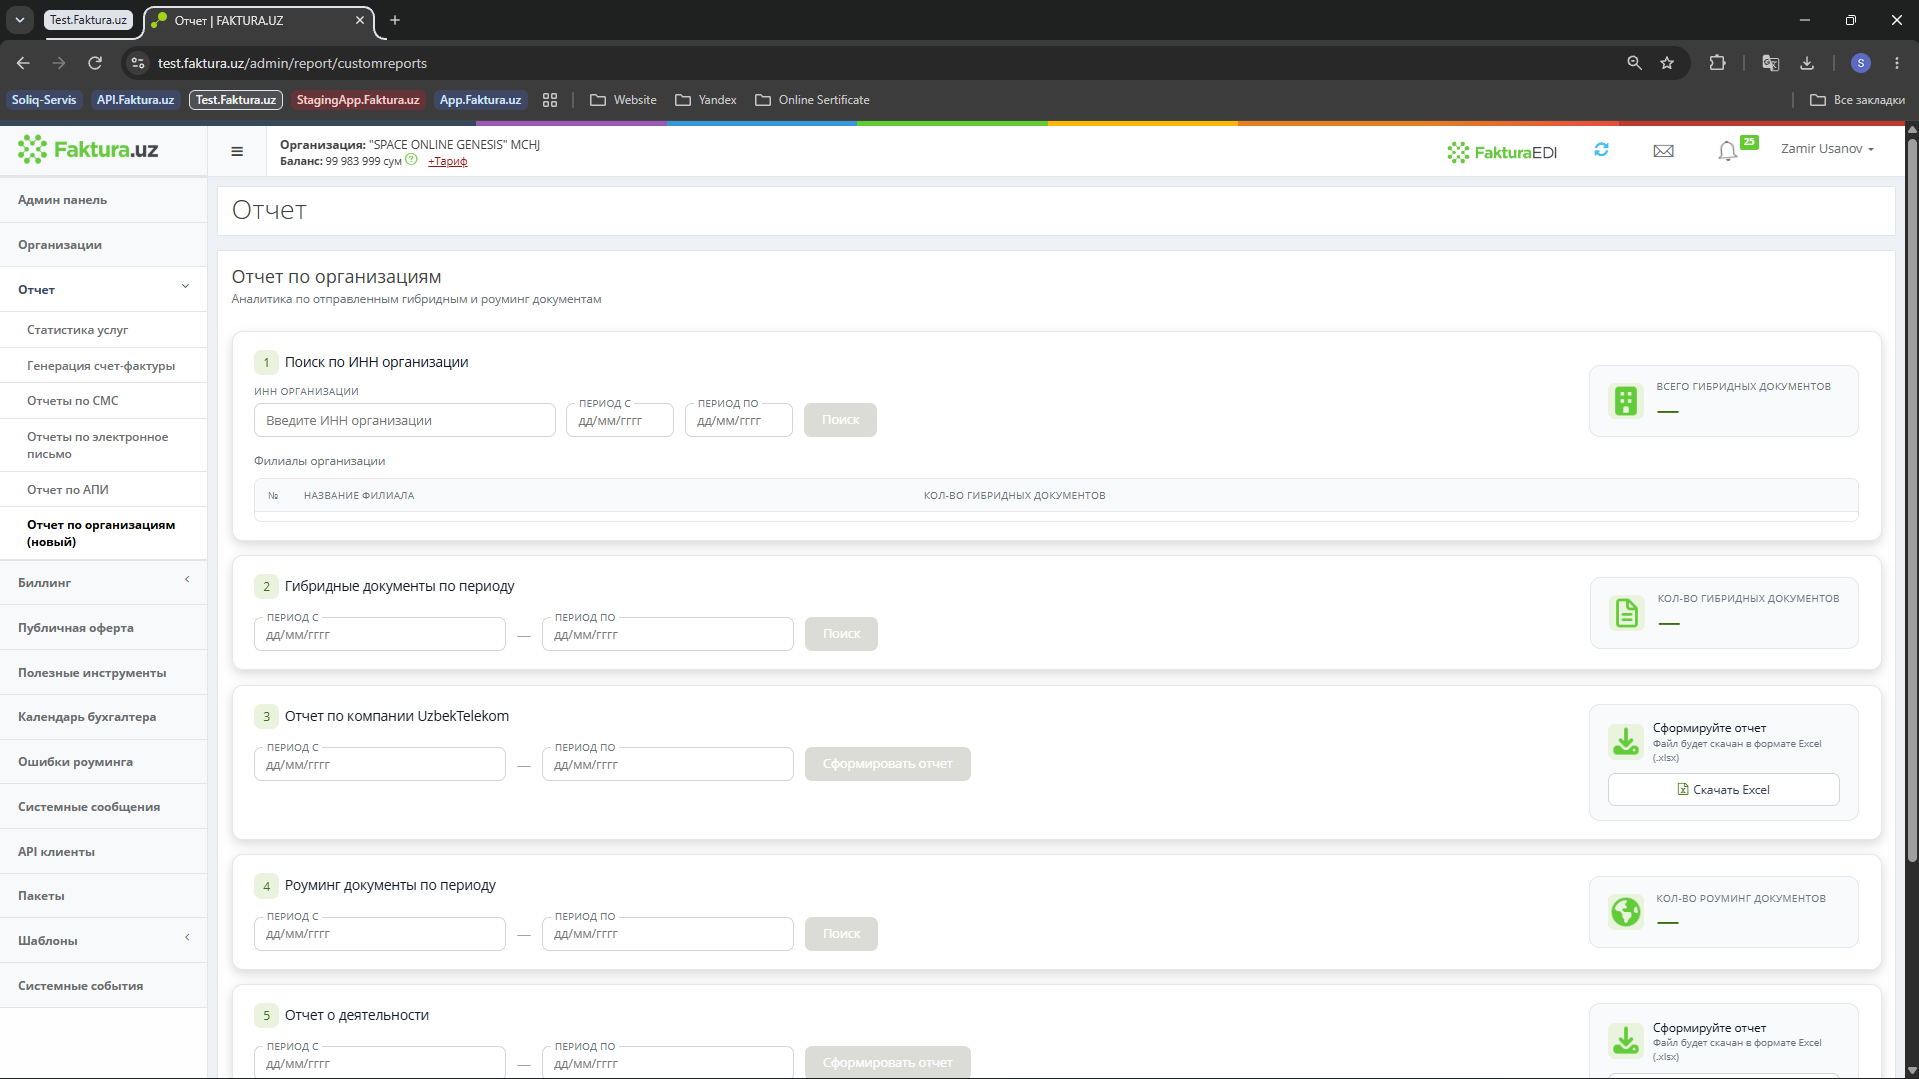 Test.Faktura.uz
Отчет | FAKTURA.UZ
test.faktura.uz/admin/report/customreports
S
Soliq-Servis
API.Faktura.uz
Test.Faktura.uz
StagingApp.Faktura.uz
App.Faktura.uz
Website
Yandex
Online Sertificate
Все закладки
Faktura.uz
Организация: "SPACE ONLINE GENESIS" MCHJ
Баланс: 99 983 999 сум ? +Тариф
FakturaEDI
25
Zamir Usanov
Админ панель
Организации
Отчет
Статистика услуг
Генерация счет-фактуры
Отчеты по СМС
Отчеты по электронное
письмо
Отчет по АПИ
Отчет по организациям
(новый)
Биллинг
Публичная оферта
Полезные инструменты
Календарь бухгалтера
Ошибки роуминга
Системные сообщения
API клиенты
Пакеты
Шаблоны
Системные события
Отчет
Отчет по организациям
Аналитика по отправленным гибридным и роуминг документам
1 Поиск по ИНН организации
ИНН ОРГАНИЗАЦИИ
Введите ИНН организации
ПЕРИОД С
дд/мм/гггг
ПЕРИОД ПО
дд/мм/гггг
Поиск
ВСЕГО ГИБРИДНЫХ ДОКУМЕНТОВ
—
Филиалы организации
№ НАЗВАНИЕ ФИЛИАЛА КОЛ-ВО ГИБРИДНЫХ ДОКУМЕНТОВ
2 Гибридные документы по периоду
ПЕРИОД С
дд/мм/гггг
—
ПЕРИОД ПО
дд/мм/гггг
Поиск
КОЛ-ВО ГИБРИДНЫХ ДОКУМЕНТОВ
—
3 Отчет по компании UzbekTelekom
ПЕРИОД С
дд/мм/гггг
—
ПЕРИОД ПО
дд/мм/гггг
Сформировать отчет
Сформируйте отчет
Файл будет скачан в формате Excel
(.xlsx)
Скачать Excel
4 Роуминг документы по периоду
ПЕРИОД С
дд/мм/гггг
—
ПЕРИОД ПО
дд/мм/гггг
Поиск
КОЛ-ВО РОУМИНГ ДОКУМЕНТОВ
—
5 Отчет о деятельности
ПЕРИОД С
дд/мм/гггг
—
ПЕРИОД ПО
дд/мм/гггг
Сформировать отчет
Сформируйте отчет
Файл будет скачан в формате Excel
(.xlsx)